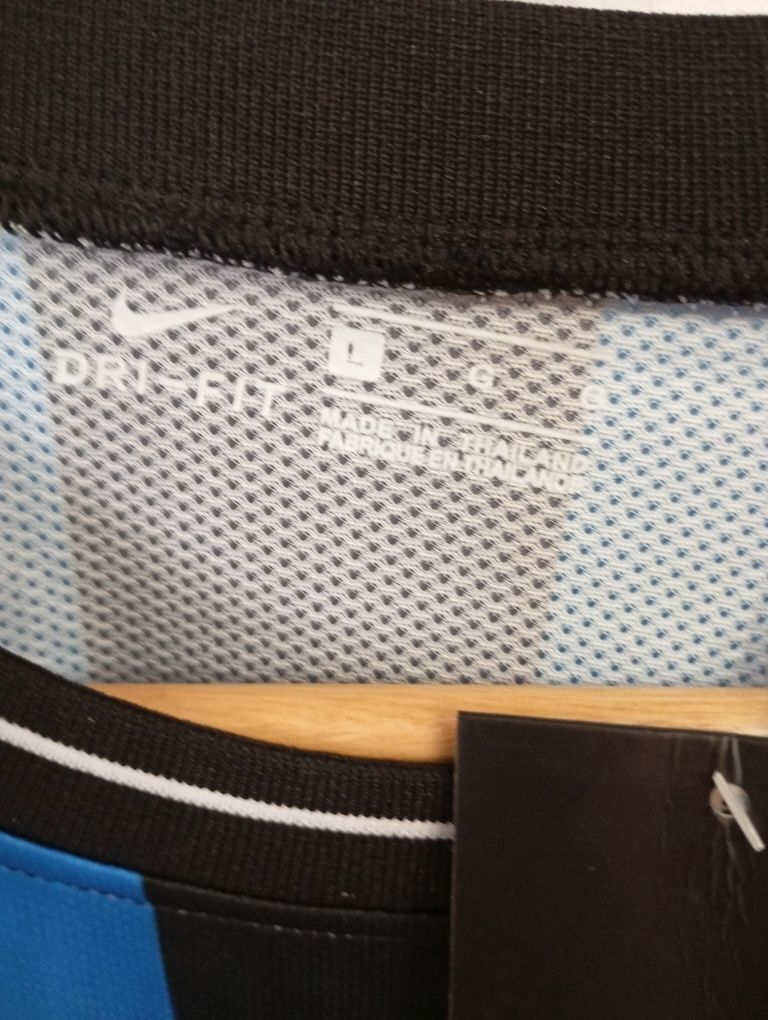 DRI-FIT
L G G
MADE IN THAILAND
FABRIQUE EN THAILANDE